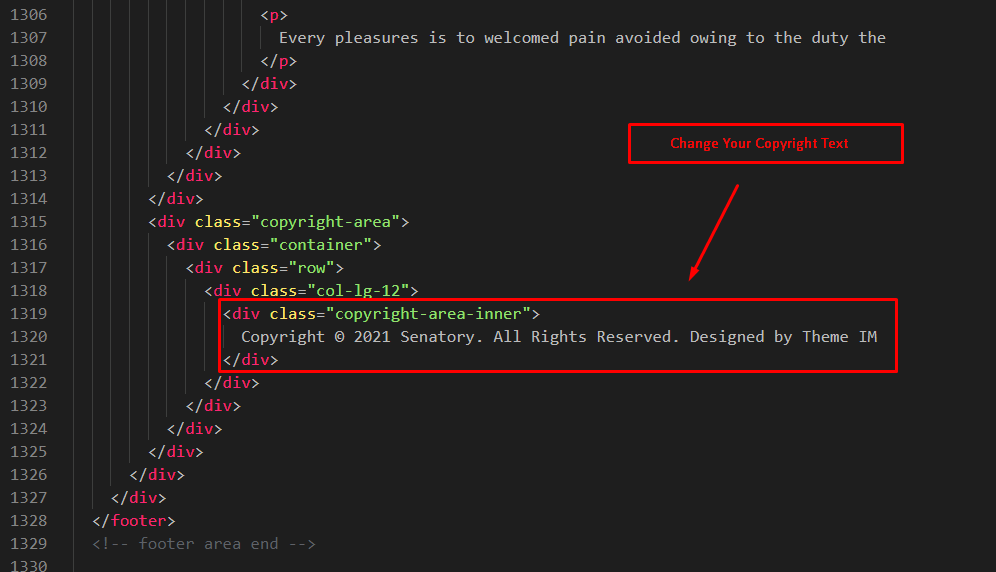 1306 <p>
1307 Every pleasures is to welcomed pain avoided owing to the duty the
1308 </p>
1309 </div>
1310 </div>
1311 </div>
1312 </div>
1313 </div>
1314 </div>
1315 <div class="copyright-area">
1316 <div class="container">
1317 <div class="row">
1318 <div class="col-lg-12">
1319 <div class="copyright-area-inner">
1320 Copyright © 2021 Senatory. All Rights Reserved. Designed by Theme IM
1321 </div>
1322 </div>
1323 </div>
1324 </div>
1325 </div>
1326 </div>
1327 </div>
1328 </footer>
1329 <!-- footer area end -->
1330
Change Your Copyright Text